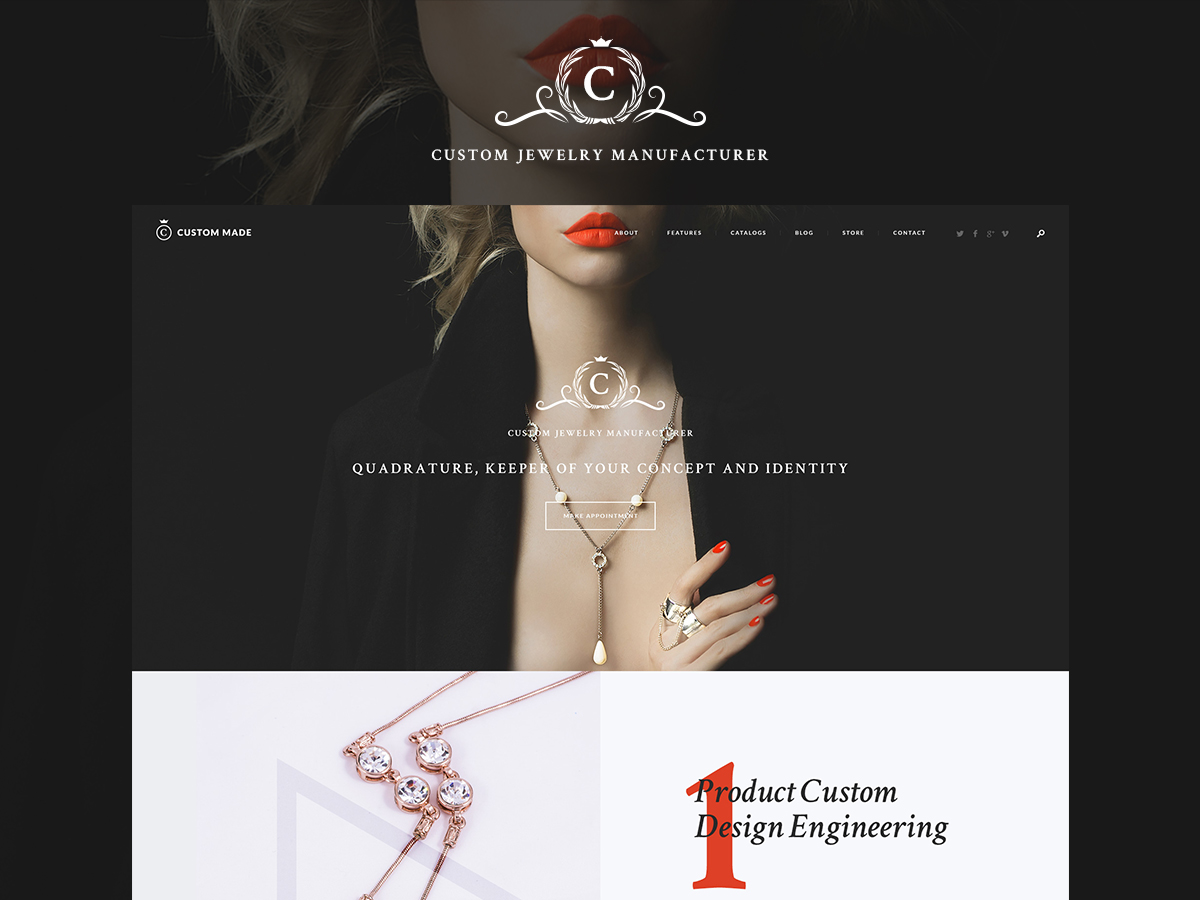 C
CUSTOM JEWELRY MANUFACTURER
C CUSTOM MADE
ABOUT
FEATURES
CATALOGS
BLOG
STORE
CONTACT
C
CUSTOM JEWELRY MANUFACTURER
QUADRATURE, KEEPER OF YOUR CONCEPT AND IDENTITY
MAKE APPOINTMENT
1
Product Custom
Design Engineering